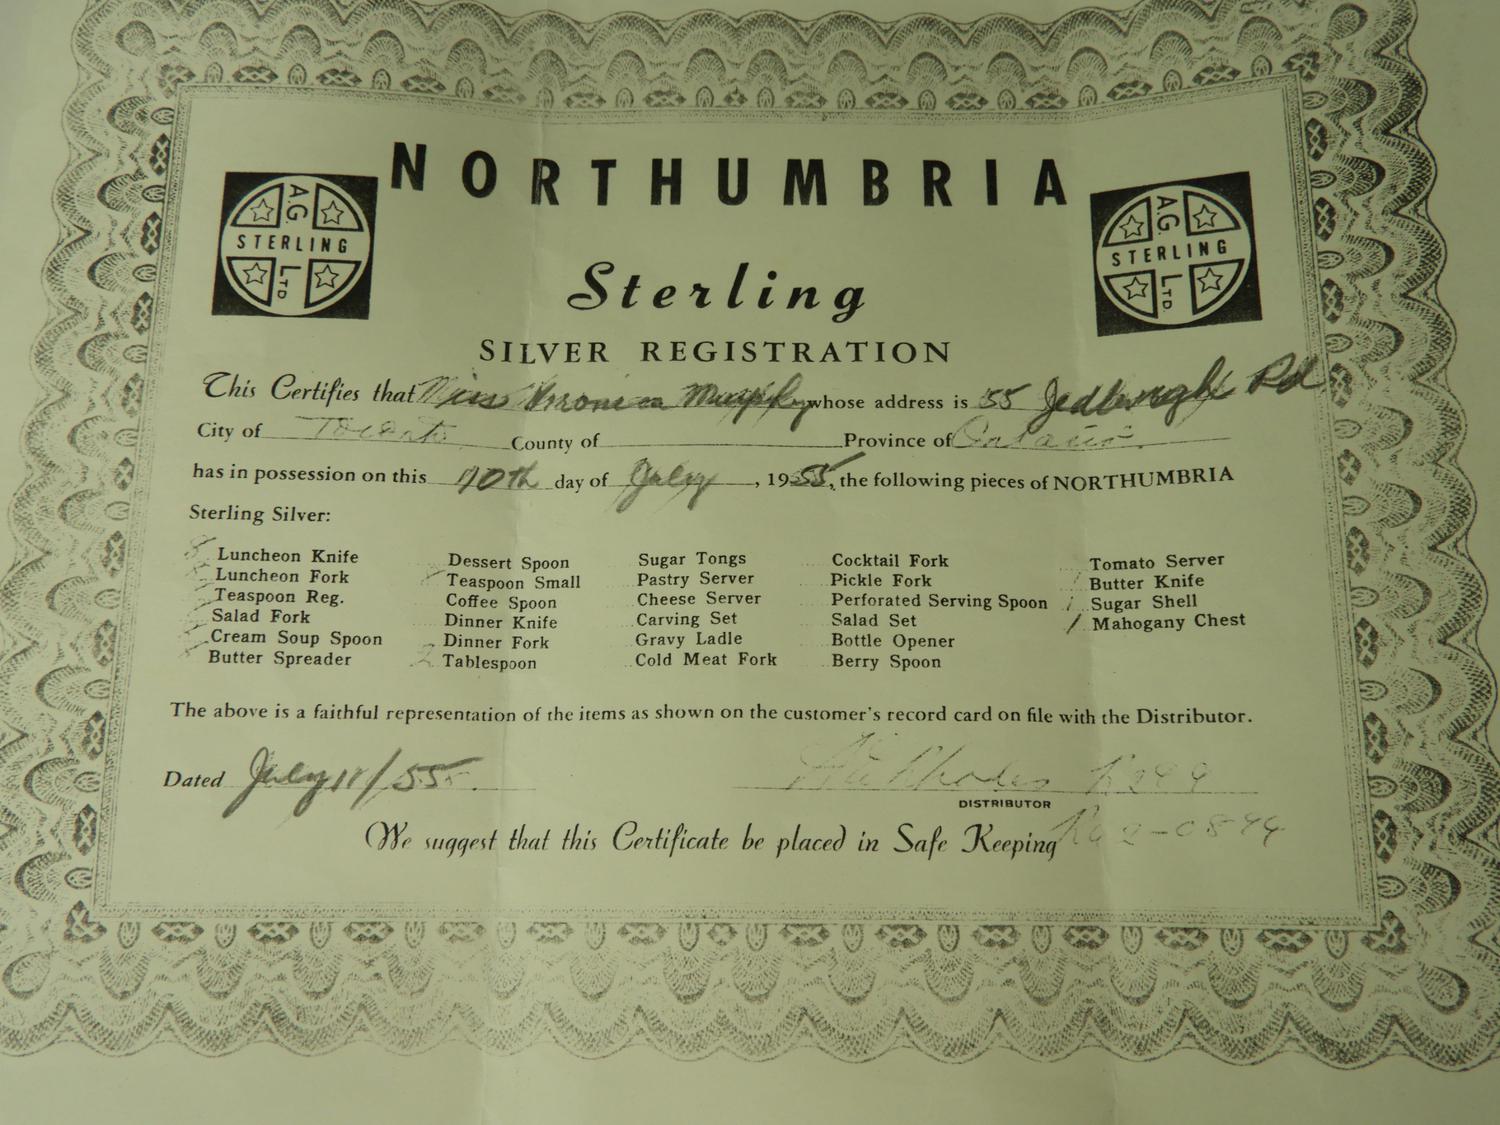 NORTHUMBRIA
A.G. STERLING LTD
A.G. STERLING LTD.
Sterling
SILVER REGISTRATION
This Certifies that Miss Veronica Murphy whose address is 55 Jedburgh Rd
City of Toronto County of Province of Ontario
has in possession on this 10th day of July, 1955, the following pieces of NORTHUMBRIA
Sterling Silver:
Luncheon Knife Dessert Spoon Sugar Tongs Cocktail Fork Tomato Server
Luncheon Fork Teaspoon Small Pastry Server Pickle Fork Butter Knife
Teaspoon Reg. Coffee Spoon Cheese Server Perforated Serving Spoon 1 Sugar Shell
Salad Fork Dinner Knife Carving Set Salad Set 1 Mahogany Chest
Cream Soup Spoon Dinner Fork Gravy Ladle Bottle Opener
Butter Spreader Tablespoon Cold Meat Fork Berry Spoon
The above is a faithful representation of the items as shown on the customer's record card on file with the Distributor.
Dated July 11/55
DISTRIBUTOR
We suggest that this Certificate be placed in Safe Keeping